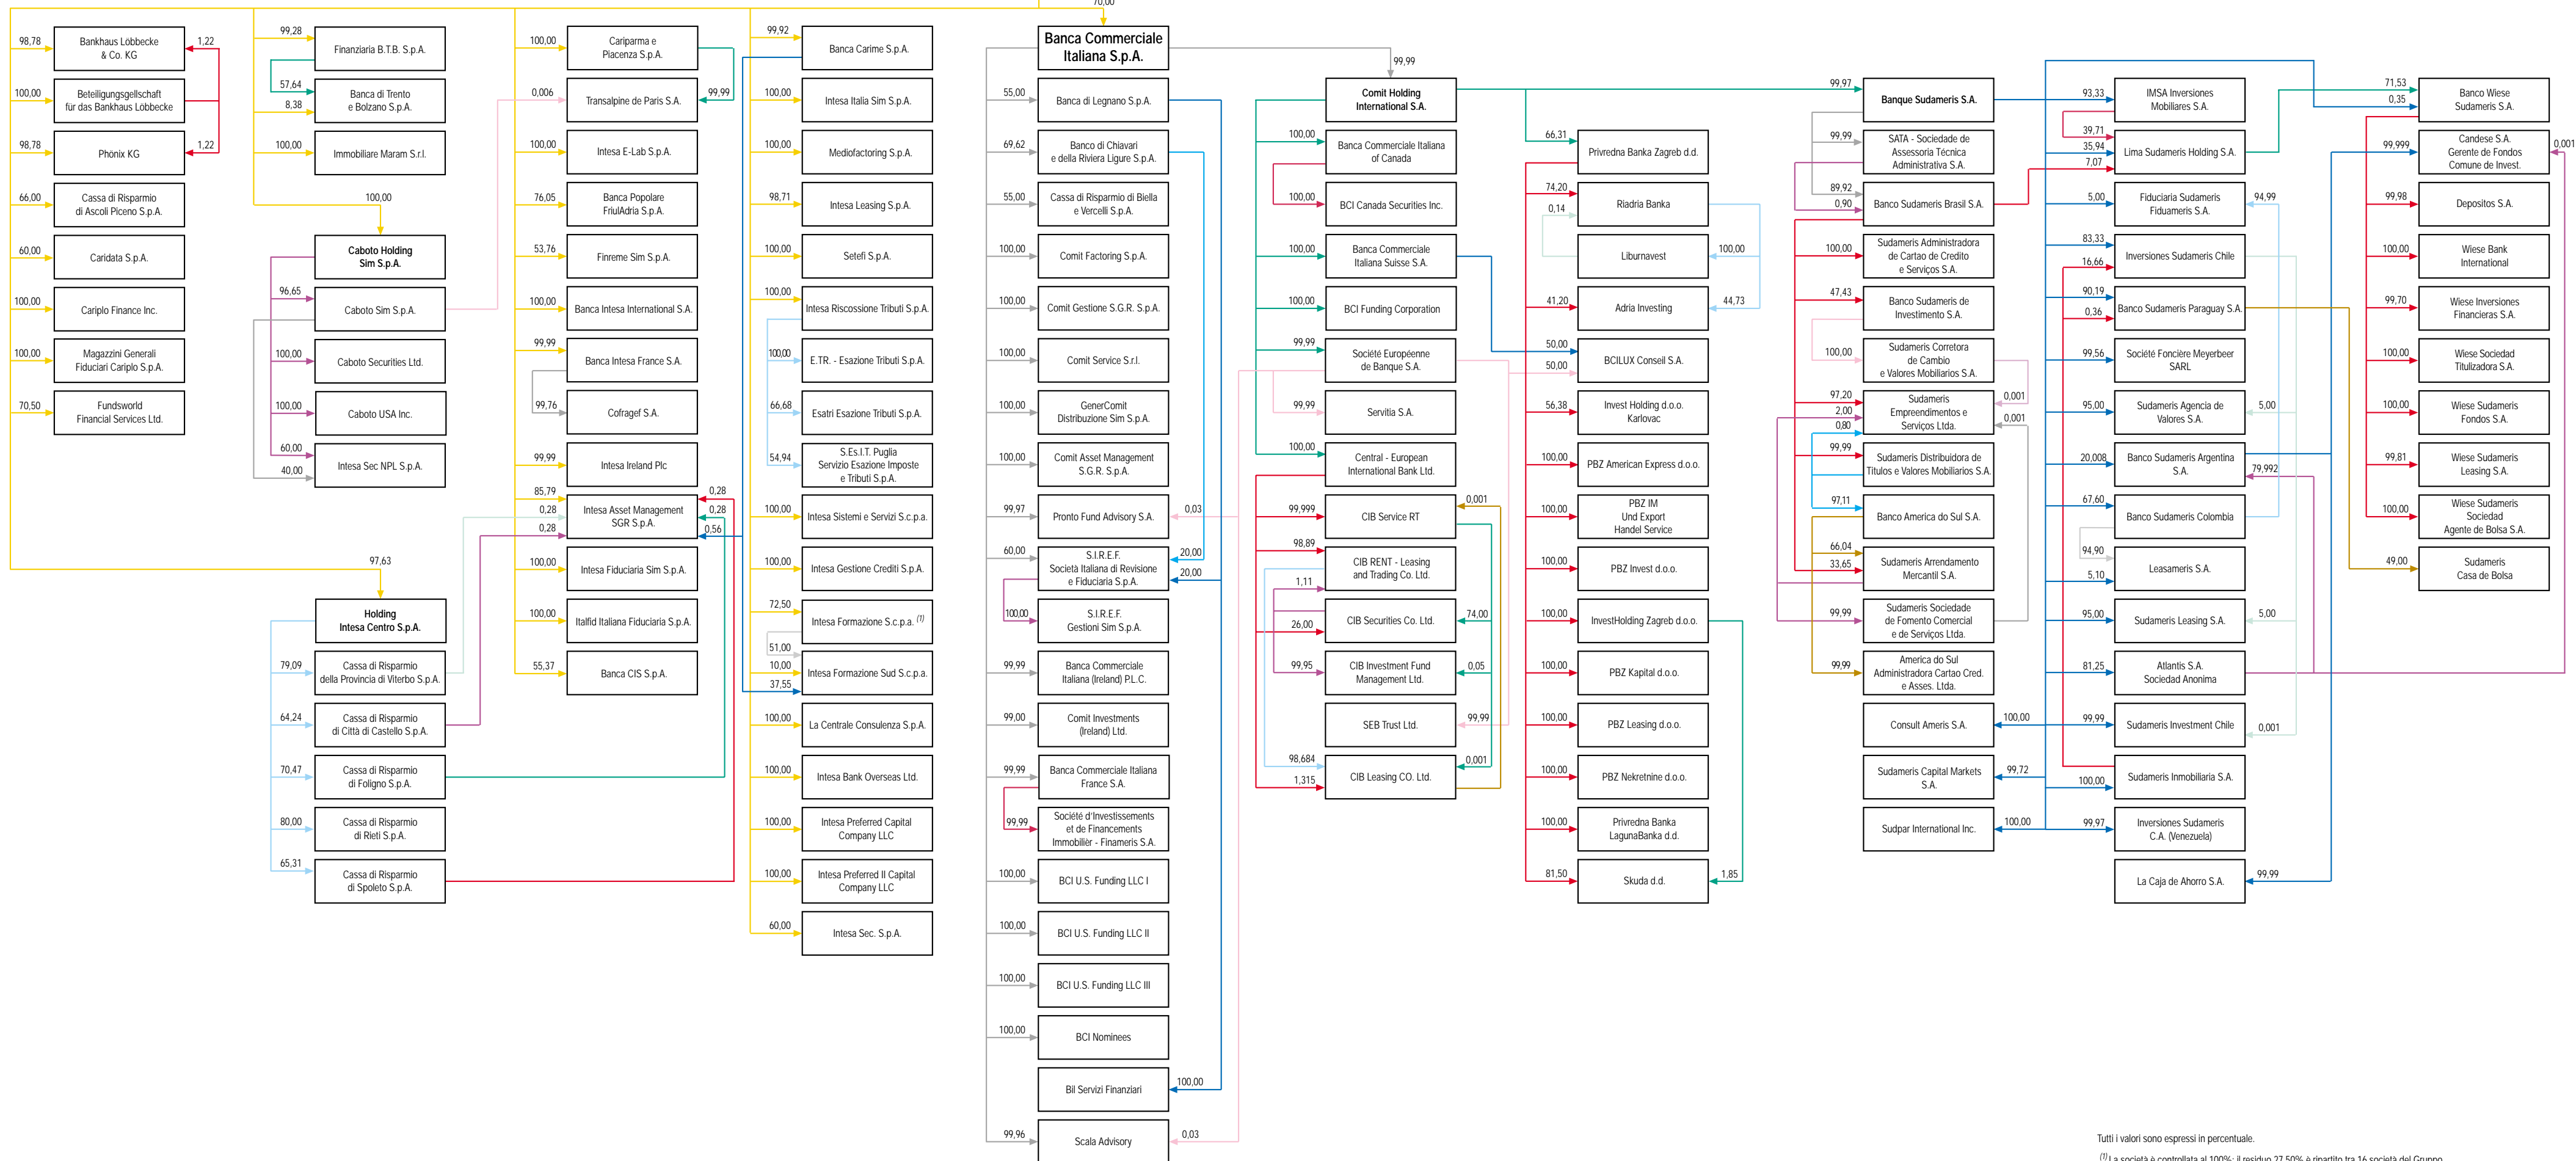 70,00
98,78
Bankhaus Löbbecke
& Co. KG
1,22
100,00
Beteiligungsgellschaft
für das Bankhaus Löbbecke
98,78
Phönix KG
1,22
66,00
Cassa di Risparmio
di Ascoli Piceno S.p.A.
60,00
Caridata S.p.A.
100,00
Cariplo Finance Inc.
100,00
Magazzini Generali
Fiduciari Cariplo S.p.A.
70,50
Fundsworld
Financial Services Ltd.
99,28
Finanziaria B.T.B. S.p.A.
57,64
8,38
Banca di Trento
e Bolzano S.p.A.
100,00
Immobiliare Maram S.r.l.
100,00
Caboto Holding
Sim S.p.A.
96,65
Caboto Sim S.p.A.
100,00
Caboto Securities Ltd.
100,00
Caboto USA Inc.
60,00
40,00
Intesa Sec NPL S.p.A.
97,63
Holding
Intesa Centro S.p.A.
79,09
Cassa di Risparmio
della Provincia di Viterbo S.p.A.
64,24
Cassa di Risparmio
di Città di Castello S.p.A.
70,47
Cassa di Risparmio
di Foligno S.p.A.
80,00
Cassa di Risparmio
di Rieti S.p.A.
65,31
Cassa di Risparmio
di Spoleto S.p.A.
100,00
Cariparma e
Piacenza S.p.A.
0,006
Transalpine de Paris S.A.
99,99
100,00
Intesa E-Lab S.p.A.
76,05
Banca Popolare
FriulAdria S.p.A.
53,76
Finreme Sim S.p.A.
100,00
Banca Intesa International S.A.
99,99
Banca Intesa France S.A.
99,76
Cofragef S.A.
99,99
Intesa Ireland Plc
85,79
0,28
0,28
Intesa Asset Management
SGR S.p.A.
0,28
0,28
0,56
100,00
Intesa Fiduciaria Sim S.p.A.
100,00
Italfid Italiana Fiduciaria S.p.A.
55,37
Banca CIS S.p.A.
99,92
Banca Carime S.p.A.
100,00
Intesa Italia Sim S.p.A.
100,00
Mediofactoring S.p.A.
98,71
Intesa Leasing S.p.A.
100,00
Setefi S.p.A.
100,00
Intesa Riscossione Tributi S.p.A.
100,00
E.TR. - Esazione Tributi S.p.A.
66,68
Esatri Esazione Tributi S.p.A.
54,94
S.Es.I.T. Puglia
Servizio Esazione Imposte
e Tributi S.p.A.
100,00
Intesa Sistemi e Servizi S.c.p.a.
100,00
Intesa Gestione Crediti S.p.A.
72,50
Intesa Formazione S.c.p.a. (1)
51,00
10,00
37,55
Intesa Formazione Sud S.c.p.a.
100,00
La Centrale Consulenza S.p.A.
100,00
Intesa Bank Overseas Ltd.
100,00
Intesa Preferred Capital
Company LLC
100,00
Intesa Preferred II Capital
Company LLC
60,00
Intesa Sec. S.p.A.
Banca Commerciale
Italiana S.p.A.
55,00
Banca di Legnano S.p.A.
69,62
Banco di Chiavari
e della Riviera Ligure S.p.A.
55,00
Cassa di Risparmio di Biella
e Vercelli S.p.A.
100,00
Comit Factoring S.p.A.
100,00
Comit Gestione S.G.R. S.p.A.
100,00
Comit Service S.r.l.
100,00
GenerComit
Distribuzione Sim S.p.A.
100,00
Comit Asset Management
S.G.R. S.p.A.
99,97
Pronto Fund Advisory S.A.
0,03
60,00
S.I.R.E.F.
Società Italiana di Revisione
e Fiduciaria S.p.A.
20,00
20,00
100,00
S.I.R.E.F.
Gestioni Sim S.p.A.
99,99
Banca Commerciale
Italiana (Ireland) P.L.C.
99,00
Comit Investments
(Ireland) Ltd.
99,99
Banca Commerciale Italiana
France S.A.
99,99
Société d'Investissements
et de Financements
Immobilièr - Finameris S.A.
100,00
BCI U.S. Funding LLC I
100,00
BCI U.S. Funding LLC II
100,00
BCI U.S. Funding LLC III
100,00
BCI Nominees
Bil Servizi Finanziari
100,00
99,96
Scala Advisory
0,03
99,99
Comit Holding
International S.A.
100,00
Banca Commerciale Italiana
of Canada
100,00
BCI Canada Securities Inc.
100,00
Banca Commerciale
Italiana Suisse S.A.
100,00
BCI Funding Corporation
99,99
Société Européenne
de Banque S.A.
99,99
Servitia S.A.
100,00
Central - European
International Bank Ltd.
99,999
CIB Service RT
0,001
98,89
CIB RENT - Leasing
and Trading Co. Ltd.
1,11
26,00
CIB Securities Co. Ltd.
74,00
99,95
CIB Investment Fund
Management Ltd.
0,05
SEB Trust Ltd.
99,99
98,684
1,315
CIB Leasing CO. Ltd.
0,001
66,31
Privredna Banka Zagreb d.d.
74,20
0,14
Riadria Banka
Liburnavest
100,00
41,20
Adria Investing
44,73
50,00
50,00
BCILUX Conseil S.A.
56,38
Invest Holding d.o.o.
Karlovac
100,00
PBZ American Express d.o.o.
100,00
PBZ IM
Und Export
Handel Service
100,00
PBZ Invest d.o.o.
100,00
InvestHolding Zagreb d.o.o.
100,00
PBZ Kapital d.o.o.
100,00
PBZ Leasing d.o.o.
100,00
PBZ Nekretnine d.o.o.
100,00
Privredna Banka
LagunaBanka d.d.
81,50
Skuda d.d.
1,85
99,97
Banque Sudameris S.A.
99,99
SATA - Sociedade de
Assessoria Técnica
Administrativa S.A.
89,92
0,90
Banco Sudameris Brasil S.A.
100,00
Sudameris Administradora
de Cartao de Credito
e Serviços S.A.
47,43
Banco Sudameris de
Investimento S.A.
100,00
Sudameris Corretora
de Cambio
e Valores Mobiliarios S.A.
97,20
2,00
0,80
Sudameris
Empreendimentos e
Serviços Ltda.
0,001
0,001
99,99
Sudameris Distribuidora de
Titulos e Valores Mobiliarios S.A.
97,11
Banco America do Sul S.A.
66,04
33,65
Sudameris Arrendamento
Mercantil S.A.
99,99
Sudameris Sociedade
de Fomento Comercial
e de Serviços Ltda.
99,99
America do Sul
Administradora Cartao Cred.
e Asses. Ltda.
Consult Ameris S.A.
100,00
Sudameris Capital Markets
S.A.
99,72
Sudpar International Inc.
100,00
93,33
IMSA Inversiones
Mobiliares S.A.
39,71
35,94
7,07
Lima Sudameris Holding S.A.
5,00
Fiduciaria Sudameris
Fiduameris S.A.
94,99
83,33
16,66
Inversiones Sudameris Chile
90,19
0,36
Banco Sudameris Paraguay S.A.
99,56
Société Foncière Meyerbeer
SARL
95,00
Sudameris Agencia de
Valores S.A.
5,00
20,008
Banco Sudameris Argentina
S.A.
79,992
67,60
Banco Sudameris Colombia
94,90
5,10
Leasameris S.A.
95,00
Sudameris Leasing S.A.
5,00
81,25
Atlantis S.A.
Sociedad Anonima
99,99
Sudameris Investment Chile
0,001
100,00
Sudameris Inmobiliaria S.A.
99,97
Inversiones Sudameris
C.A. (Venezuela)
La Caja de Ahorro S.A.
99,99
71,53
0,35
Banco Wiese
Sudameris S.A.
99,999
Candese S.A.
Gerente de Fondos
Comune de Invest.
0,001
99,98
Depositos S.A.
100,00
Wiese Bank
International
99,70
Wiese Inversiones
Financieras S.A.
100,00
Wiese Sociedad
Titulizadora S.A.
100,00
Wiese Sudameris
Fondos S.A.
99,81
Wiese Sudameris
Leasing S.A.
100,00
Wiese Sudameris
Sociedad
Agente de Bolsa S.A.
49,00
Sudameris
Casa de Bolsa
Tutti i valori sono espressi in percentuale.
(1) La società è controllata al 100%; il residuo 27,50% è ripartito tra 16 società del Gruppo